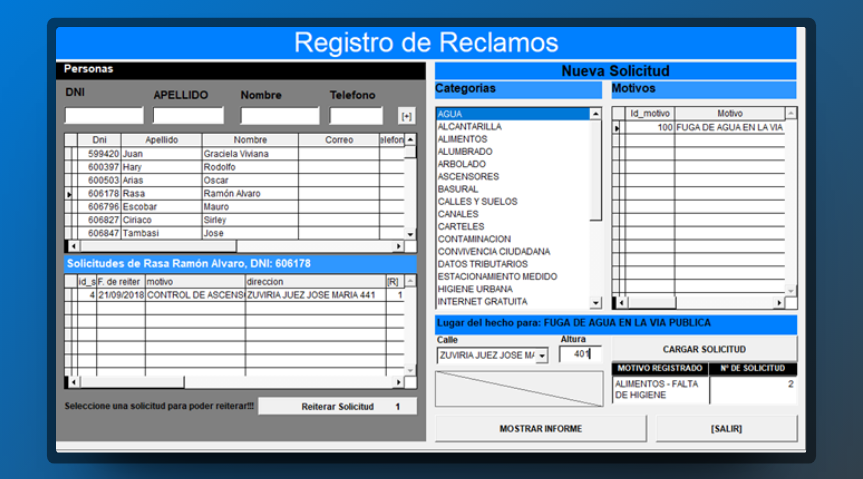 Registro de Reclamos
Personas
DNI APELLIDO Nombre Telefono
[+]
Dni Apellido Nombre Correo elefon
599420 Juan Graciela Viviana
600397 Hary Rodolfo
600503 Arias Oscar
606178 Rasa Ramón Alvaro
606796 Escobar Mauro
606827 Ciriaco Sirley
606847 Tambasi Jose
Solicitudes de Rasa Ramón Alvaro, DNI: 606178
id_s F. de reiter motivo direccion [R]
4 21/09/2018 CONTROL DE ASCENS ZUVIRIA JUEZ JOSE MARIA 441 1
Seleccione una solicitud para poder reiterar!!! Reiterar Solicitud 1
Nueva Solicitud
Categorias Motivos
AGUA
ALCANTARILLA
ALIMENTOS
ALUMBRADO
ARBOLADO
ASCENSORES
BASURAL
CALLES Y SUELOS
CANALES
CARTELES
CONTAMINACION
CONVIVENCIA CIUDADANA
DATOS TRIBUTARIOS
ESTACIONAMIENTO MEDIDO
HIGIENE URBANA
INTERNET GRATUITA
Id_motivo Motivo
100 FUGA DE AGUA EN LA VIA
Lugar del hecho para: FUGA DE AGUA EN LA VIA PUBLICA
Calle Altura
ZUVIRIA JUEZ JOSE M 401
CARGAR SOLICITUD
MOTIVO REGISTRADO Nº DE SOLICITUD
ALIMENTOS - FALTA 2
DE HIGIENE
MOSTRAR INFORME [SALIR]